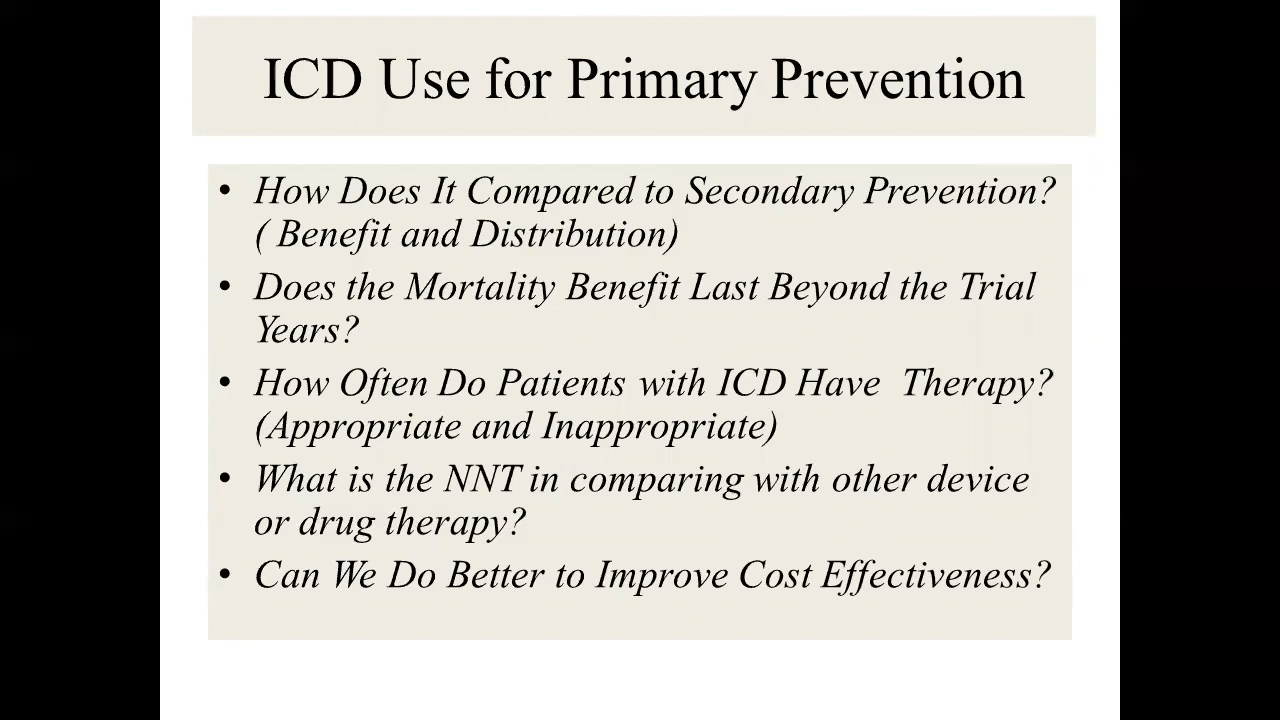 ICD Use for Primary Prevention
• How Does It Compared to Secondary Prevention?
( Benefit and Distribution)
• Does the Mortality Benefit Last Beyond the Trial
Years?
• How Often Do Patients with ICD Have  Therapy?
(Appropriate and Inappropriate)
• What is the NNT in comparing with other device
or drug therapy?
• Can We Do Better to Improve Cost Effectiveness?